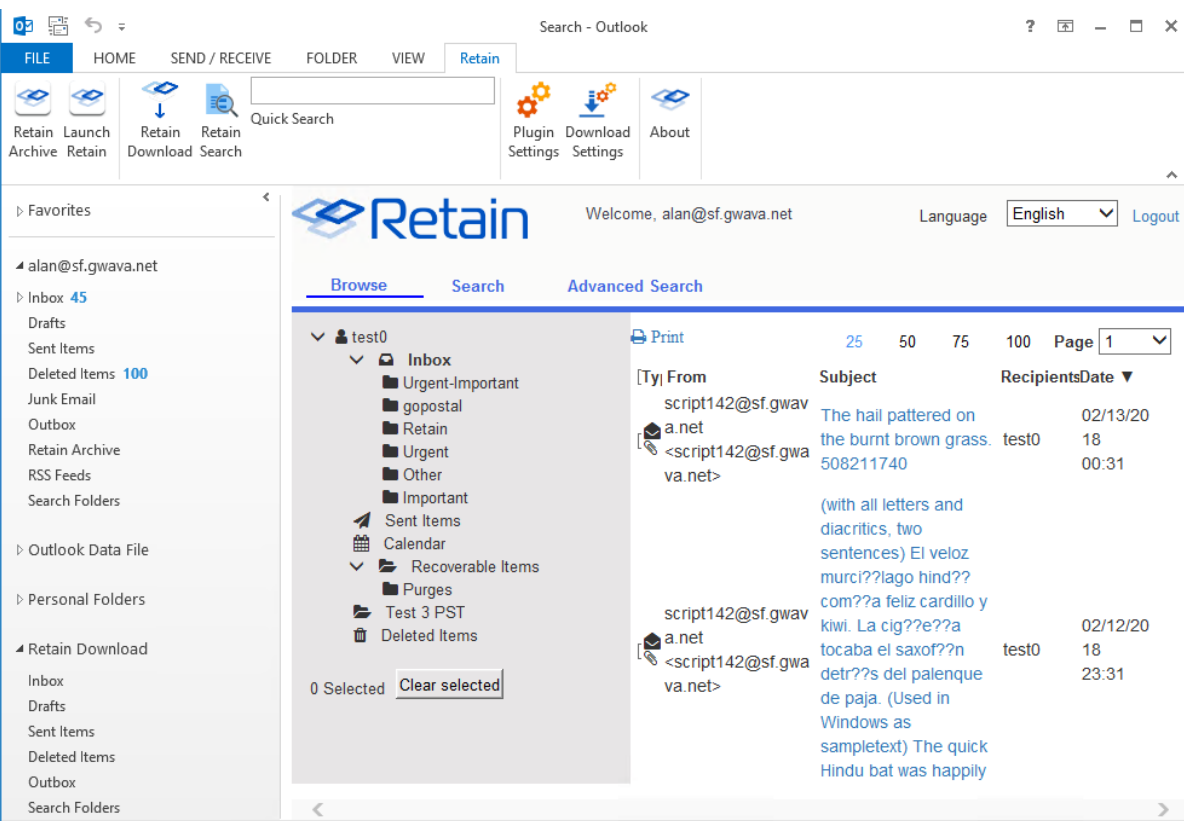 Search - Outlook
?
FILE HOME SEND / RECEIVE FOLDER VIEW Retain
Retain Archive
Launch Retain
Retain Download
Retain Search
Quick Search
Plugin Settings
Download Settings
About
Favorites
alan@sf.gwava.net
Inbox 45
Drafts
Sent Items
Deleted Items 100
Junk Email
Outbox
Retain Archive
RSS Feeds
Search Folders
Outlook Data File
Personal Folders
Retain Download
Inbox
Drafts
Sent Items
Deleted Items
Outbox
Search Folders
Retain
Welcome, alan@sf.gwava.net
Language English Logout
Browse Search Advanced Search
test0
Inbox
Urgent-Important
gopostal
Retain
Urgent
Other
Important
Sent Items
Calendar
Recoverable Items
Purges
Test 3 PST
Deleted Items
0 Selected Clear selected
Print 25 50 75 100 Page 1
[Ty| From Subject Recipients Date ▼
script142@sf.gwav
a.net
<script142@sf.gwa
va.net>
The hail pattered on
the burnt brown grass.
508211740
test0
02/13/20
18
00:31
script142@sf.gwav
a.net
<script142@sf.gwa
va.net>
(with all letters and
diacritics, two
sentences) El veloz
murci??lago hind??
com??a feliz cardillo y
kiwi. La cig??e??a
tocaba el saxof??n
detr??s del palenque
de paja. (Used in
Windows as
sampletext) The quick
Hindu bat was happily
test0
02/12/20
18
23:31